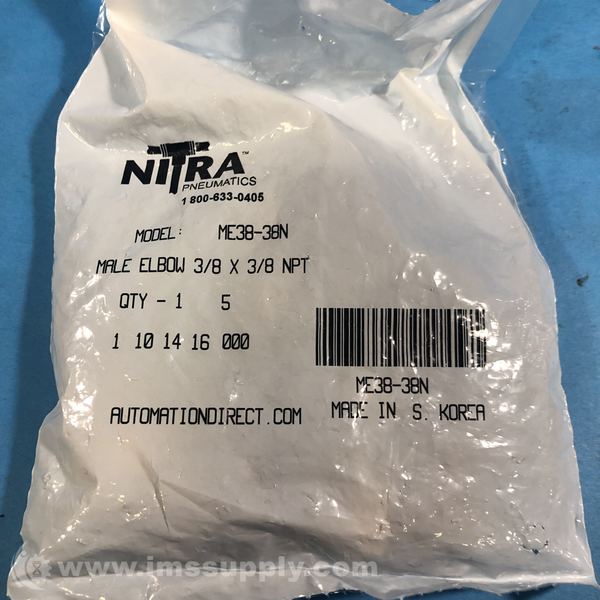 NITRA™
PNEUMATICS
1 800-633-0405
MODEL: ME38-38N
MALE ELBOW 3/8 X 3/8 NPT
QTY - 1 5
1 10 14 16 000
ME38-38N
AUTOMATIONDIRECT.COM MADE IN S. KOREA
www.imssupply.com